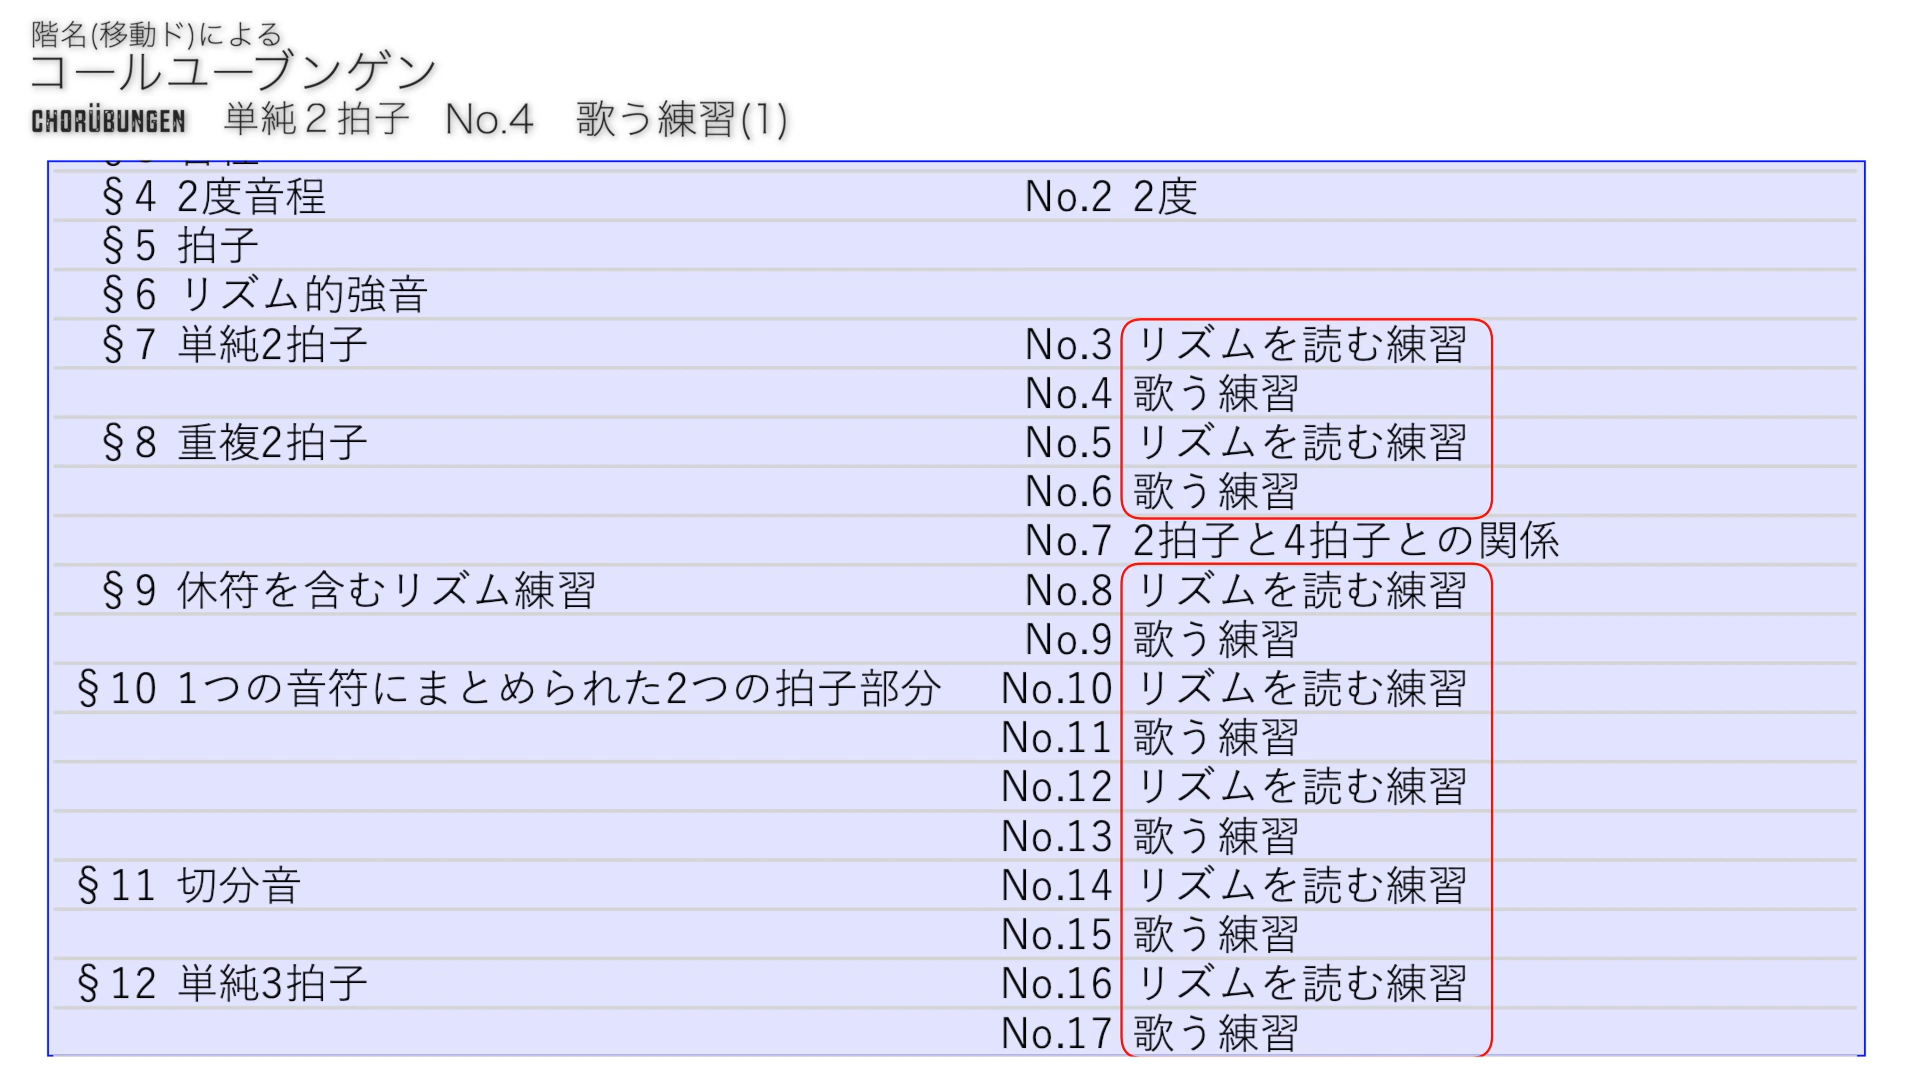 階名(移動ド)による
コールユーブンゲン
CHORÜBUNGEN 単純２拍子 No.4 歌う練習(1)
§4 2度音程 No.2 2度
§5 拍子
§6 リズム的強音
§7 単純2拍子 No.3 リズムを読む練習
No.4 歌う練習
§8 重複2拍子 No.5 リズムを読む練習
No.6 歌う練習
No.7 2拍子と4拍子との関係
§9 休符を含むリズム練習 No.8 リズムを読む練習
No.9 歌う練習
§10 1つの音符にまとめられた2つの拍子部分 No.10 リズムを読む練習
No.11 歌う練習
No.12 リズムを読む練習
No.13 歌う練習
§11 切分音 No.14 リズムを読む練習
No.15 歌う練習
§12 単純3拍子 No.16 リズムを読む練習
No.17 歌う練習